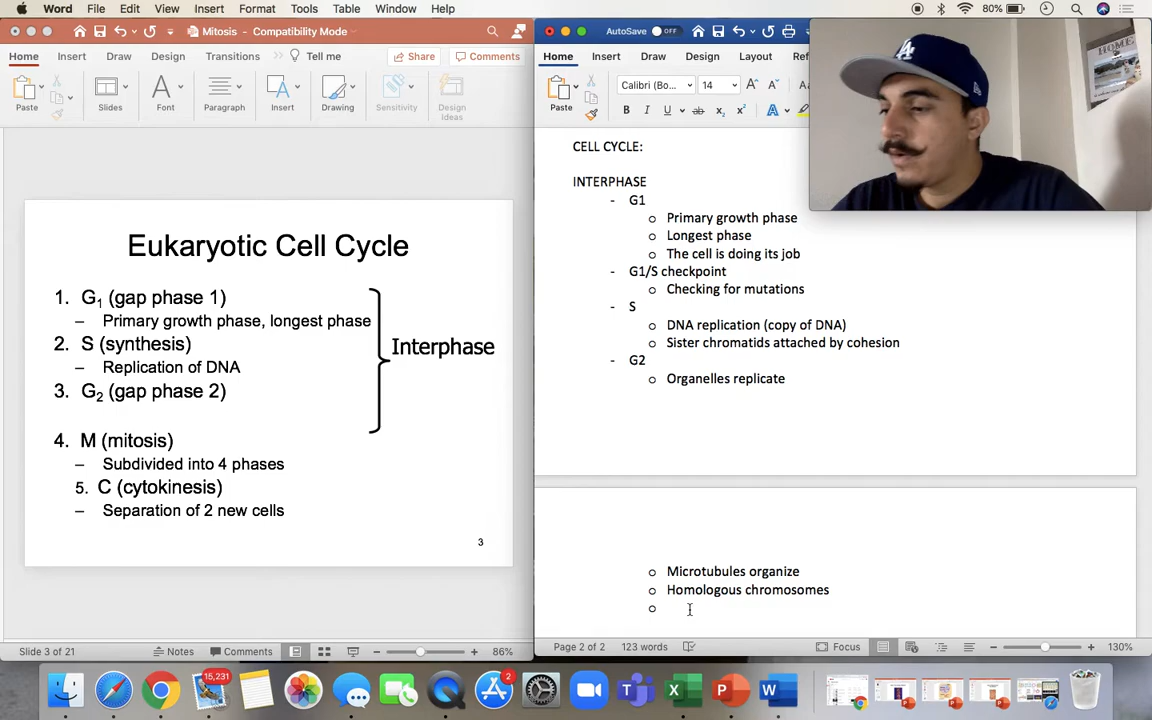 Word File Edit View Insert Format Tools Table Window Help 80%
Mitosis - Compatibility Mode
AutoSave OFF
Home Insert Draw Design Transitions Tell me Share Comments
Home Insert Draw Design Layout
Paste Slides Font Paragraph Insert Drawing Sensitivity Design Ideas
Paste Calibri (Bo... 14
Eukaryotic Cell Cycle
1. G1 (gap phase 1)
– Primary growth phase, longest phase
2. S (synthesis)
– Replication of DNA
3. G2 (gap phase 2)
Interphase
4. M (mitosis)
– Subdivided into 4 phases
5. C (cytokinesis)
– Separation of 2 new cells
3
CELL CYCLE:
INTERPHASE
- G1
o Primary growth phase
o Longest phase
o The cell is doing its job
- G1/S checkpoint
o Checking for mutations
- S
o DNA replication (copy of DNA)
o Sister chromatids attached by cohesion
- G2
o Organelles replicate
o Microtubules organize
o Homologous chromosomes
o
HOME
Slide 3 of 21 Notes Comments 86%
Page 2 of 2 123 words Focus 130%
15,231
2